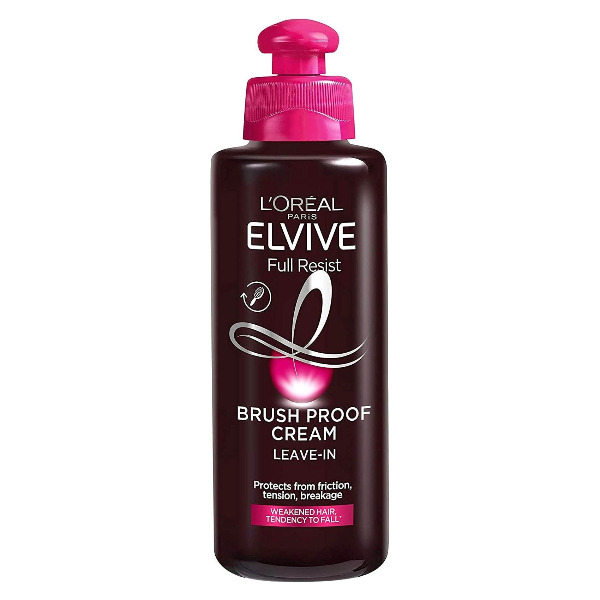 L'ORÉAL
PARIS
ELVIVE
Full Resist
BRUSH PROOF
CREAM
LEAVE-IN
Protects from friction,
tension, breakage
WEAKENED HAIR,
TENDENCY TO FALL*